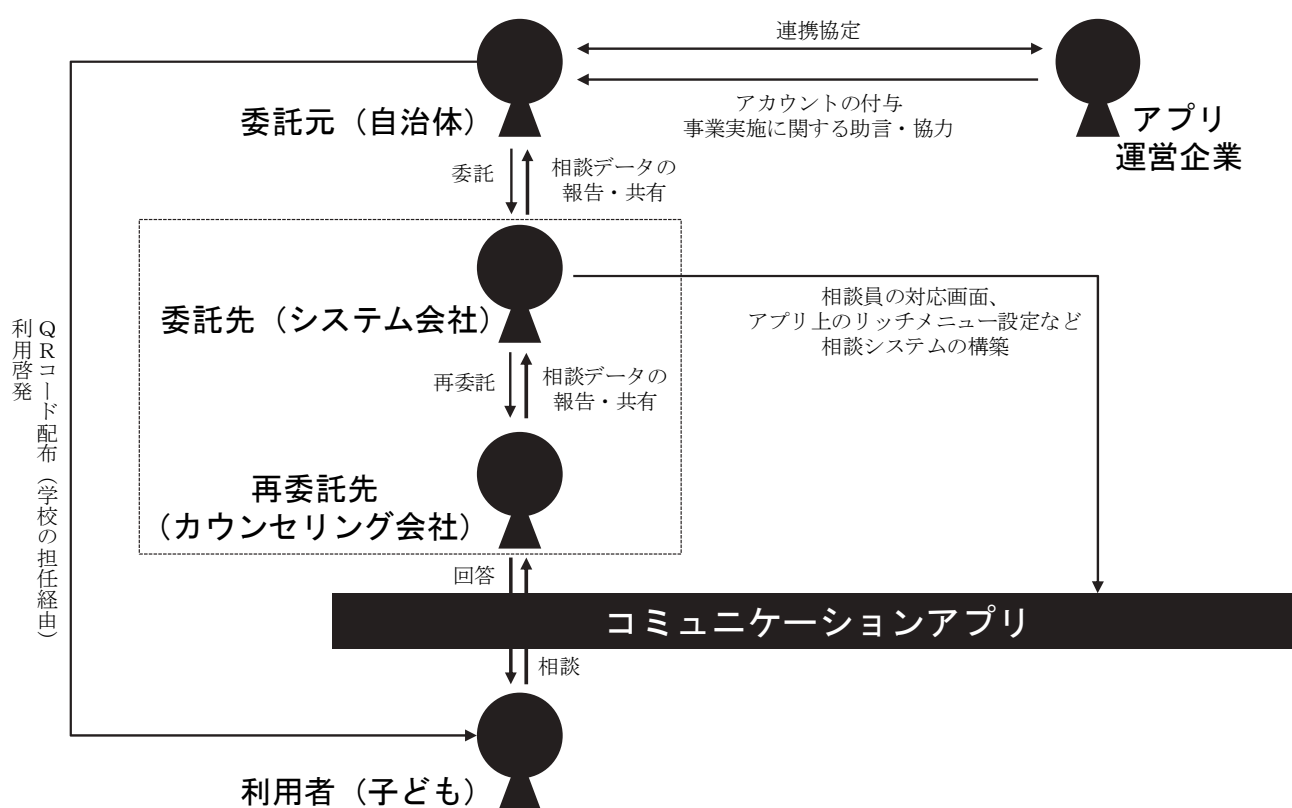 連携協定
アカウントの付与
事業実施に関する助言・協力
委託元（自治体）
アプリ
運営企業
委託
相談データの
報告・共有
委託先（システム会社）
相談員の対応画面、
アプリ上のリッチメニュー設定など
相談システムの構築
QRコード配布（学校の担任経由）
利用啓発
再委託
相談データの
報告・共有
再委託先
（カウンセリング会社）
回答
コミュニケーションアプリ
相談
利用者（子ども）